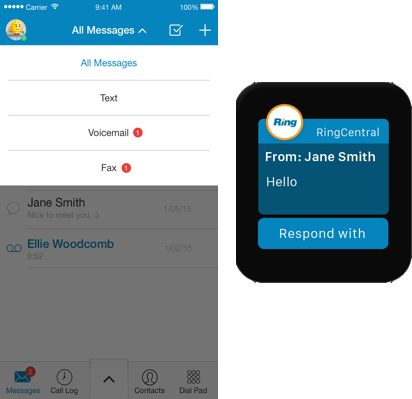 Carrier 9:41 AM 100%
All Messages
All Messages
Text
Voicemail 1
Fax 1
Jane Smith 1/05/15
Nice to meet you. :)
Ellie Woodcomb 1/02/15
0:52
2
Messages Call Log Contacts Dial Pad
Ring
RingCentral
From: Jane Smith
Hello
Respond with